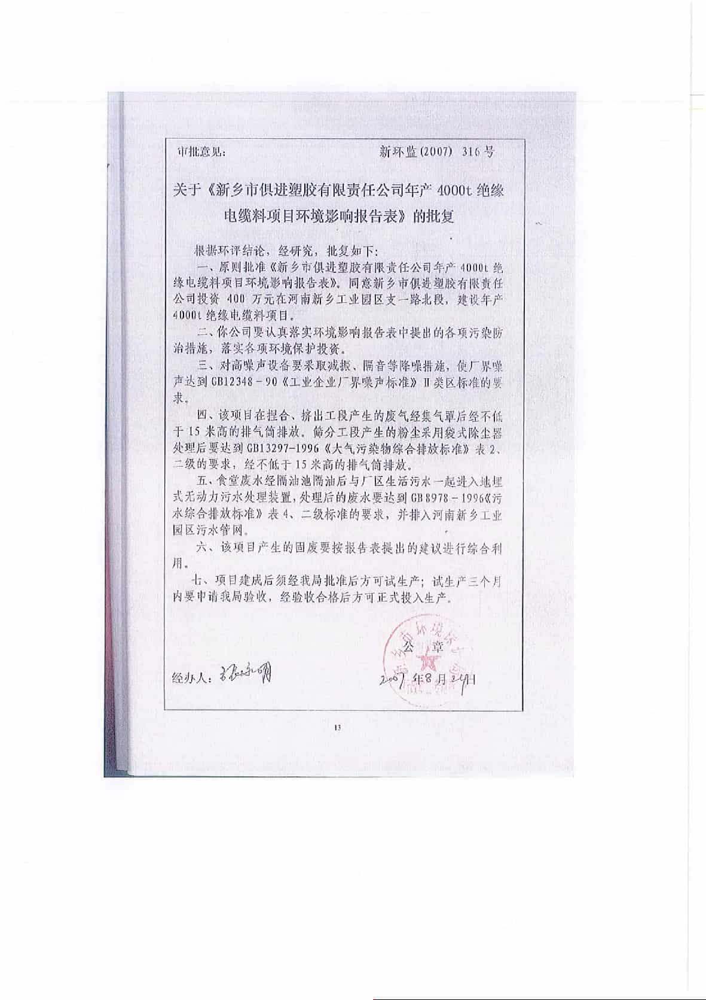 审批意见：
新环监(2007) 316号
关于《新乡市俱进塑胶有限责任公司年产 4000t 绝缘
电缆料项目环境影响报告表》的批复
根据环评结论，经研究，批复如下：
一、原则批准《新乡市俱进塑胶有限责任公司年产 4000t 绝
缘电缆料项目环境影响报告表》。同意新乡市俱进塑胶有限责任
公司投资 400 万元在河南新乡工业园区支一路北段，建设年产
4000t 绝缘电缆料项目。
二、你公司要认真落实环境影响报告表中提出的各项污染防
治措施，落实各项环境保护投资。
三、对高噪声设备要采取减振、隔音等降噪措施，使厂界噪
声达到 GB12348－90《工业企业厂界噪声标准》Ⅱ类区标准的要
求。
四、该项目在捏合、挤出工段产生的废气经集气罩后经不低
于 15 米高的排气筒排放。筛分工段产生的粉尘采用袋式除尘器
处理后要达到 GB13297-1996《大气污染物综合排放标准》表 2、
二级的要求，经不低于 15 米高的排气筒排放。
五、食堂废水经隔油池隔油后与厂区生活污水一起进入地埋
式无动力污水处理装置，处理后的废水要达到 GB8978－1996《污
水综合排放标准》表 4、二级标准的要求，并排入河南新乡工业
园区污水管网。
六、该项目产生的固废要按报告表提出的建议进行综合利
用。
七、项目建成后须经我局批准后方可试生产；试生产三个月
内要申请我局验收，经验收合格后方可正式投入生产。
乡市环境保
公 章
经办人：
2007 年 8 月 日
13